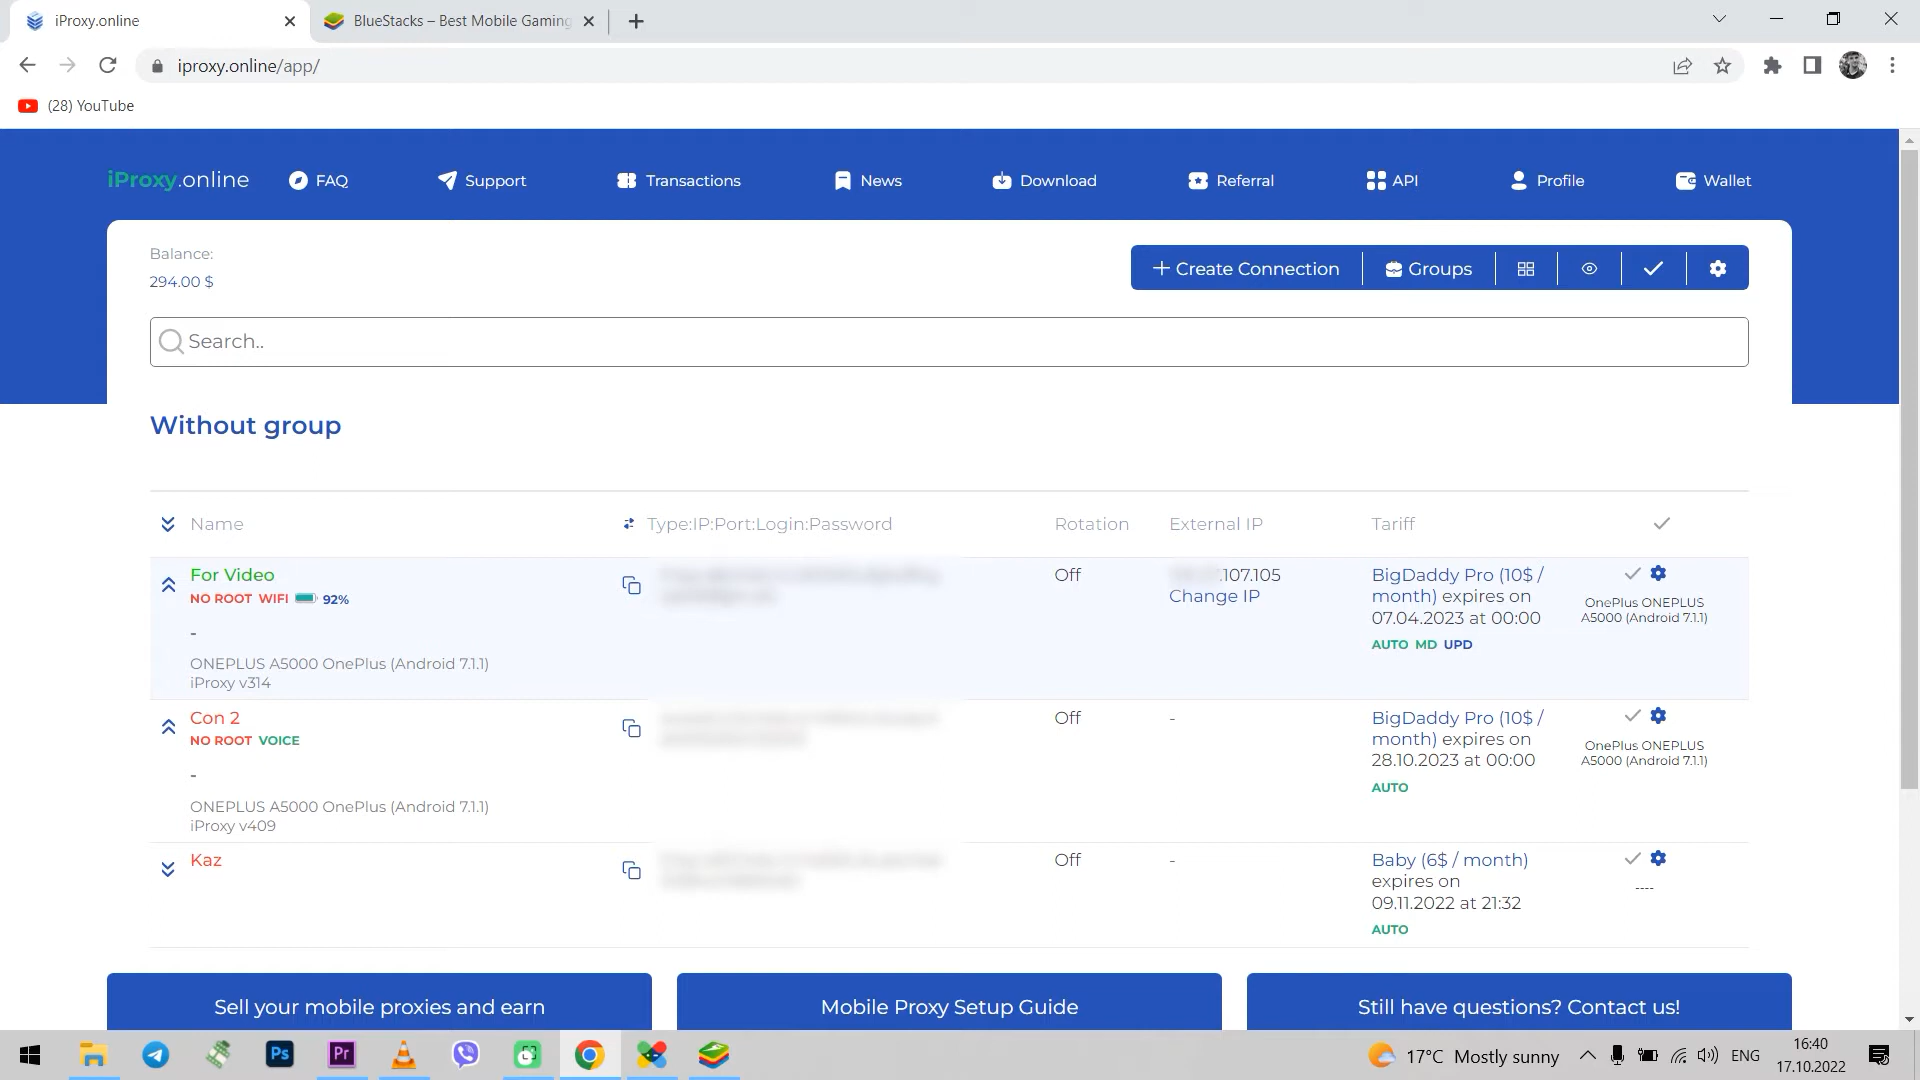 iProxy.online
BlueStacks – Best Mobile Gaming
iproxy.online/app/
(28) YouTube
iProxy.online
FAQ
Support
Transactions
News
Download
Referral
API
Profile
Wallet
Balance:
294.00 $
Create Connection
Groups
Search..
Without group
Name
Type:IP:Port:Login:Password
Rotation
External IP
Tariff
For Video
NO ROOT WIFI 92%
-
ONEPLUS A5000 OnePlus (Android 7.1.1)
iProxy v314
Off
.107.105
Change IP
BigDaddy Pro (10$ /
month) expires on
07.04.2023 at 00:00
AUTO MD UPD
OnePlus ONEPLUS
A5000 (Android 7.1.1)
Con 2
NO ROOT VOICE
-
ONEPLUS A5000 OnePlus (Android 7.1.1)
iProxy v409
Off
-
BigDaddy Pro (10$ /
month) expires on
28.10.2023 at 00:00
AUTO
OnePlus ONEPLUS
A5000 (Android 7.1.1)
Kaz
Off
-
Baby (6$ / month)
expires on
09.11.2022 at 21:32
AUTO
----
Sell your mobile proxies and earn
Mobile Proxy Setup Guide
Still have questions? Contact us!
Ps
Pr
17°C Mostly sunny
ENG
16:40
17.10.2022